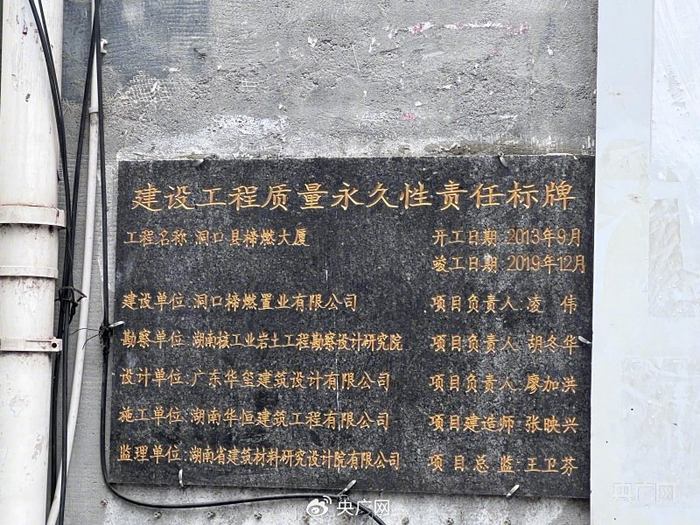 建设工程质量永久性责任标牌
工程名称:洞口县樟燃大厦 开工日期:2013年9月
竣工日期:2019年12月
建设单位:洞口樟燃置业有限公司 项目负责人:凌 伟
勘察单位:湖南核工业岩土工程勘察设计研究院 项目负责人:胡冬华
设计单位:广东华玺建筑设计有限公司 项目负责人:廖加洪
施工单位:湖南华恒建筑工程有限公司 项目建造师:张映兴
监理单位:湖南省建筑材料研究设计院有限公司 项目总监:王卫芬
央广网
央广网